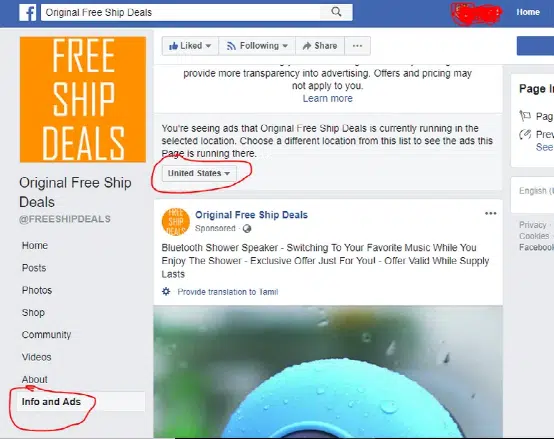 Original Free Ship Deals
Home
FREE
SHIP
DEALS
Original Free Ship
Deals
@FREESHIPDEALS
Home
Posts
Photos
Shop
Community
Videos
About
Info and Ads
Liked
Following
Share
provide more transparency into advertising. Offers and pricing may
not apply to you.
Learn more
You're seeing ads that Original Free Ship Deals is currently running in the
selected location. Choose a different location from this list to see the ads this
Page is running there.
United States
Original Free Ship Deals
Sponsored ·
Bluetooth Shower Speaker - Switching To Your Favorite Music While You
Enjoy The Shower - Exclusive Offer Just For You! - Offer Valid While Supply
Lasts
Provide translation to Tamil
FREE
SHIP
DEALS
Page In
Pag
Prev
See
English (
Privacy ·
Cookies ·
Facebook